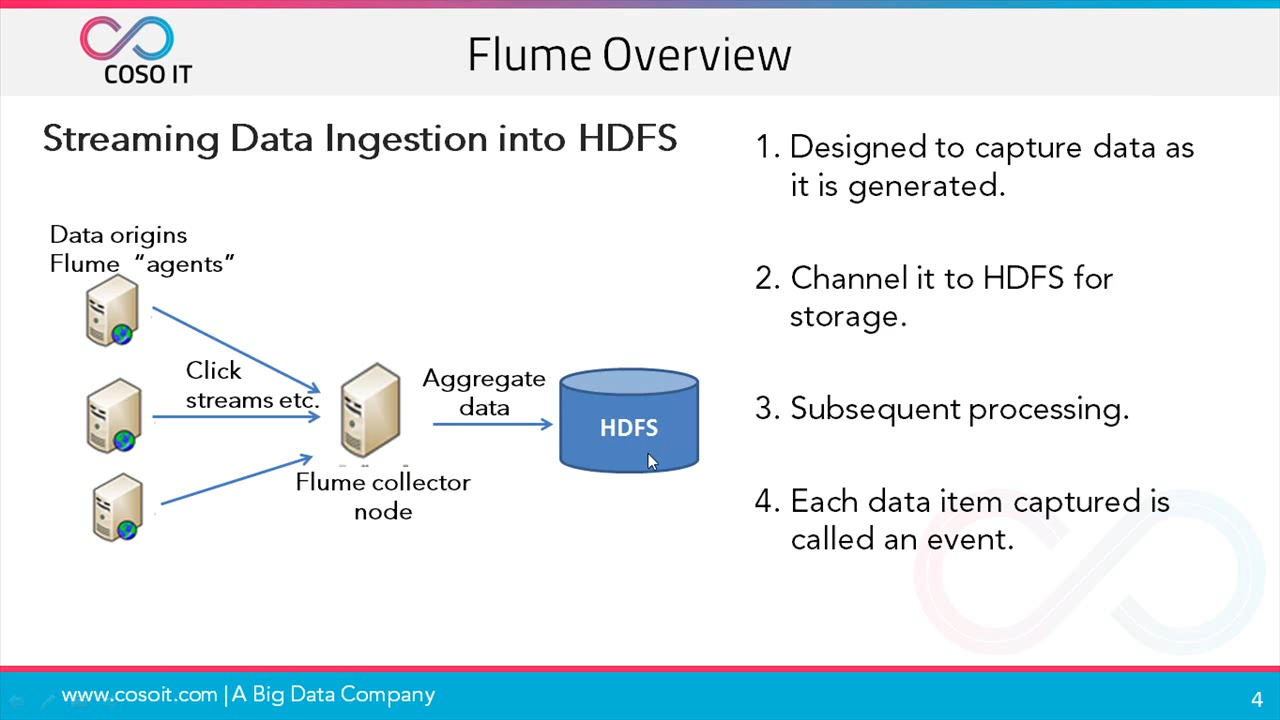 COSO IT
Flume Overview
Streaming Data Ingestion into HDFS
Data origins
Flume “agents”
Click
streams etc.
Aggregate
data
HDFS
Flume collector
node
1. Designed to capture data as
it is generated.
2. Channel it to HDFS for
storage.
3. Subsequent processing.
4. Each data item captured is
called an event.
www.cosoit.com | A Big Data Company
4